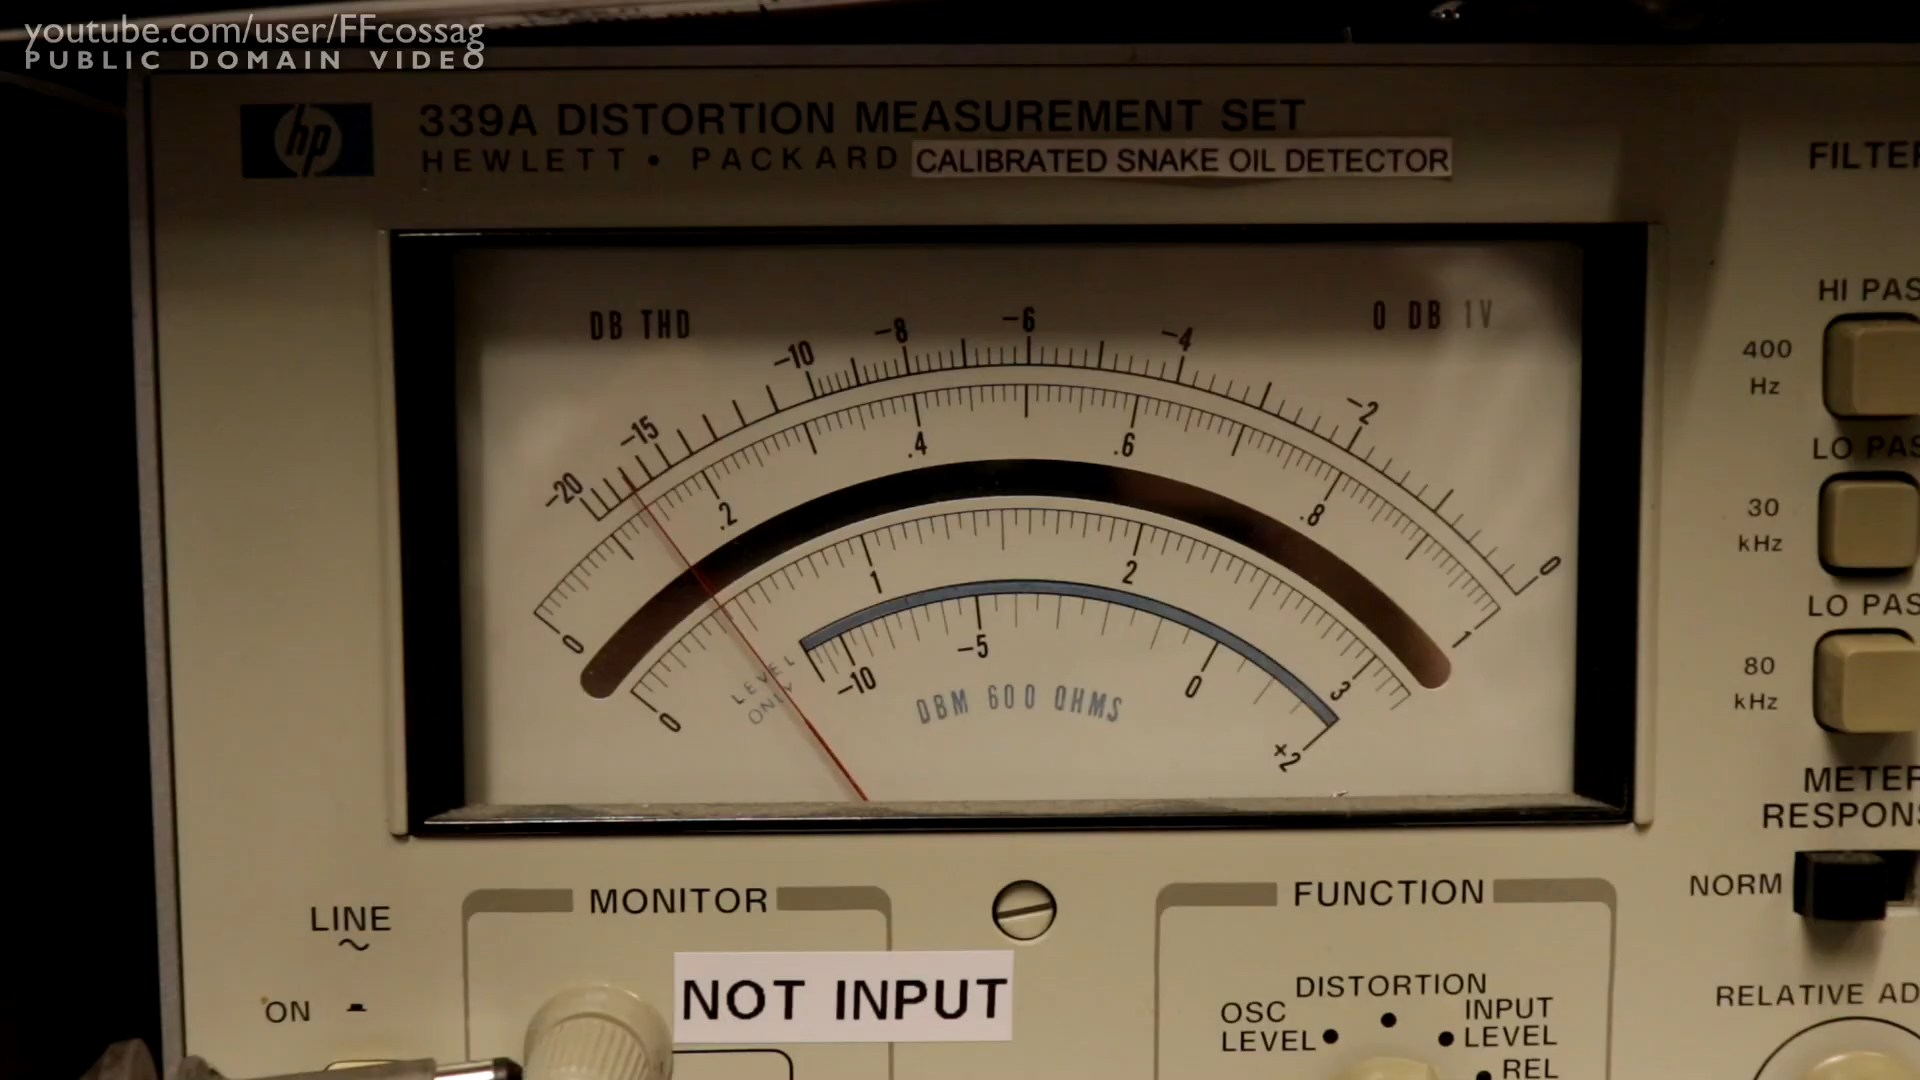 youtube.com/user/FFcossag
PUBLIC DOMAIN VIDEO
hp
339A DISTORTION MEASUREMENT SET
HEWLETT • PACKARD CALIBRATED SNAKE OIL DETECTOR
FILTE
DB THD
0 DB 1V
-20 -15 -10 -8 -6 -4 -2 0
0 .2 .4 .6 .8 1
0 1 2 3
LEVEL
ONLY
-10 -5 0 +2
DBM 600 OHMS
HI PAS
400
Hz
LO PAS
30
kHz
LO PAS
80
kHz
METER
RESPONS
NORM
LINE
~
ON
MONITOR
NOT INPUT
FUNCTION
DISTORTION
OSC
LEVEL
INPUT
LEVEL
REL
RELATIVE AD